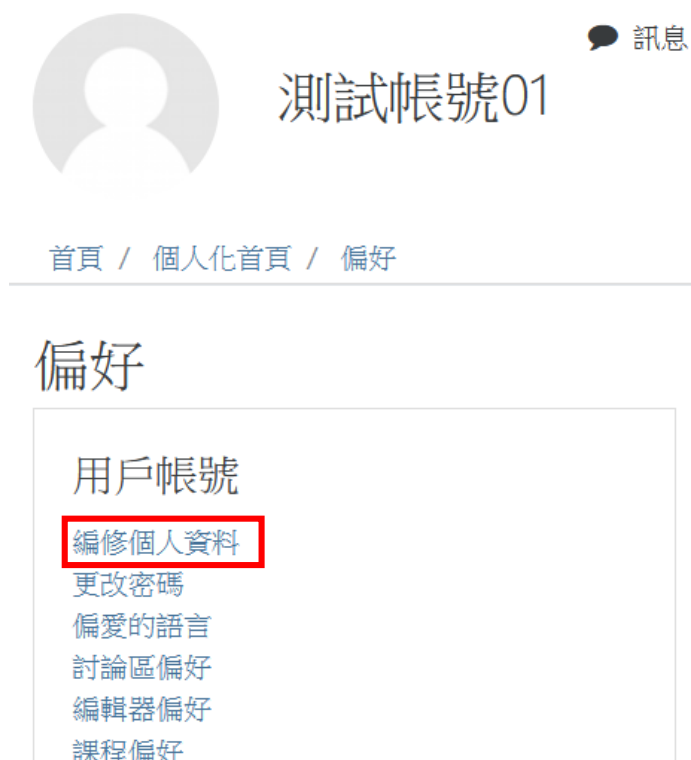 訊息
測試帳號01
首頁 / 個人化首頁 / 偏好
偏好
用戶帳號
編修個人資料
更改密碼
偏愛的語言
討論區偏好
編輯器偏好
課程偏好